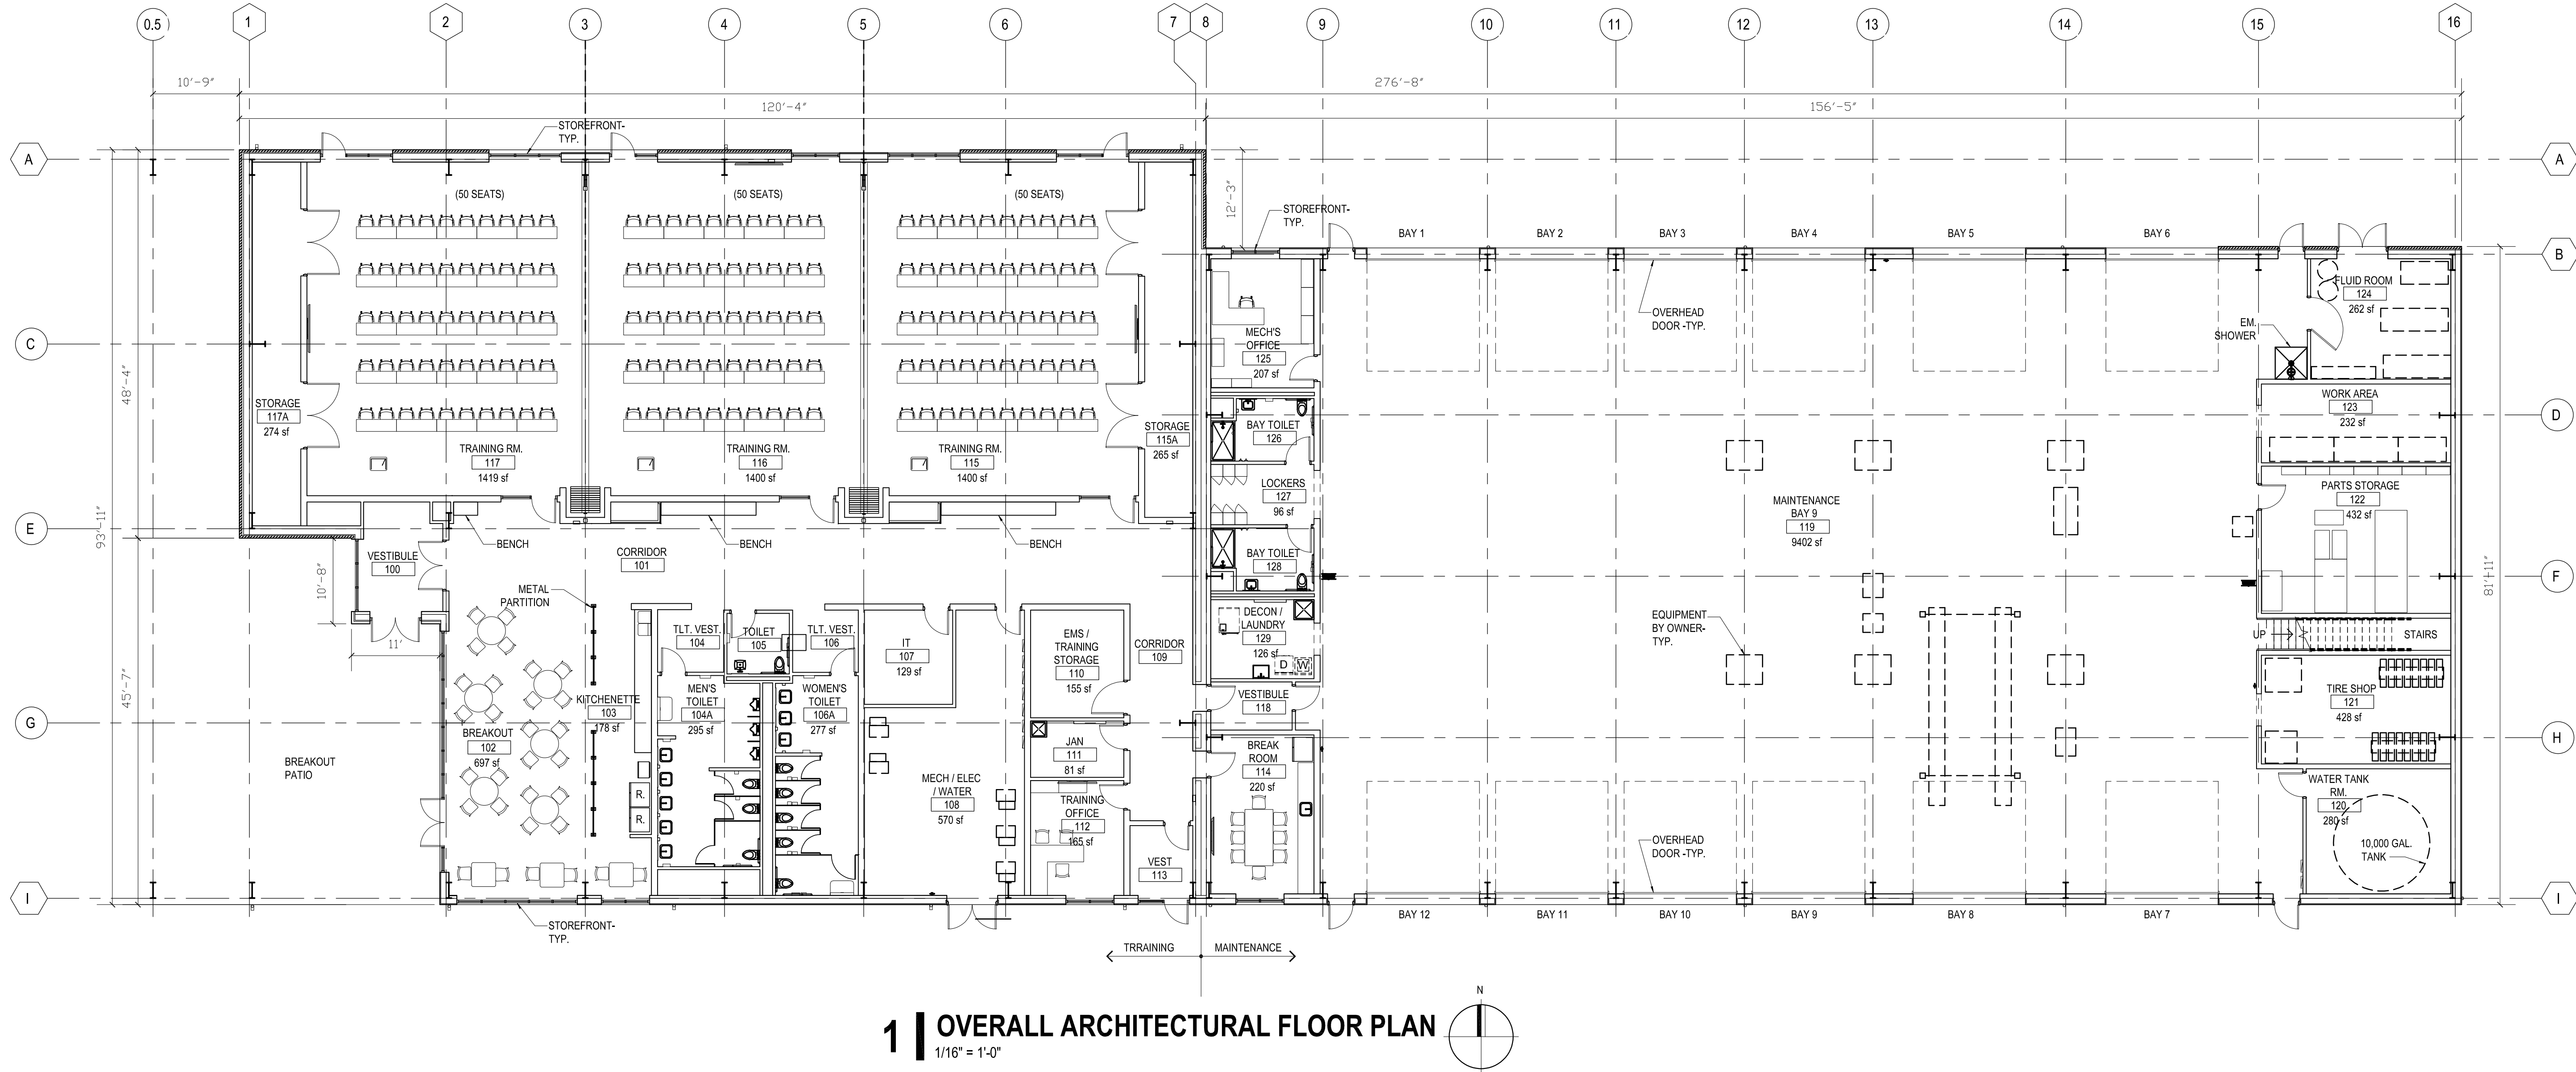 0.5
1
2
3
4
5
6
7
8
9
10
11
12
13
14
15
16
10'-9"
276'-8"
120'-4"
156'-5"
STOREFRONT-
TYP.
A
A
(50 SEATS)
(50 SEATS)
(50 SEATS)
12'-3"
STOREFRONT-
TYP.
BAY 1
BAY 2
BAY 3
BAY 4
BAY 5
BAY 6
B
FLUID ROOM
124
262 sf
OVERHEAD
DOOR -TYP.
EM.
SHOWER
C
C
MECH'S
OFFICE
125
207 sf
48'-4"
93'-11"
STORAGE
117A
274 sf
TRAINING RM.
117
1419 sf
TRAINING RM.
116
1400 sf
TRAINING RM.
115
1400 sf
STORAGE
115A
265 sf
BAY TOILET
126
WORK AREA
123
232 sf
D
LOCKERS
127
96 sf
MAINTENANCE
BAY 9
119
9402 sf
PARTS STORAGE
122
432 sf
E
BENCH
BENCH
BENCH
VESTIBULE
100
CORRIDOR
101
BAY TOILET
128
F
10'-8"
81'-11"
METAL
PARTITION
11'
TLT. VEST.
104
TOILET
105
TLT. VEST.
106
IT
107
129 sf
EMS /
TRAINING
STORAGE
110
155 sf
CORRIDOR
109
DECON /
LAUNDRY
129
126 sf
D
W
EQUIPMENT
BY OWNER-
TYP.
UP
STAIRS
45'-7"
KITCHENETTE
103
178 sf
MEN'S
TOILET
104A
295 sf
WOMEN'S
TOILET
106A
277 sf
VESTIBULE
118
TIRE SHOP
121
428 sf
G
H
BREAKOUT
102
697 sf
BREAKOUT
PATIO
JAN
111
81 sf
BREAK
ROOM
114
220 sf
MECH / ELEC
/ WATER
108
570 sf
R.
R.
TRAINING
OFFICE
112
165 sf
WATER TANK
RM.
120
280 sf
10,000 GAL.
TANK
OVERHEAD
DOOR -TYP.
VEST
113
I
I
STOREFRONT-
TYP.
BAY 12
BAY 11
BAY 10
BAY 9
BAY 8
BAY 7
TRRAINING
MAINTENANCE
N
1
OVERALL ARCHITECTURAL FLOOR PLAN
1/16" = 1'-0"